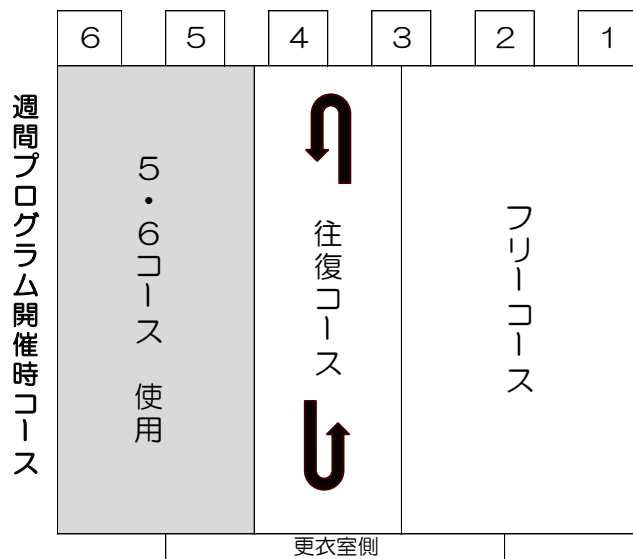 6 5 4 3 2 1
週間プログラム開催時コース
5・6コース 使用
往復コース
フリーコース
更衣室側